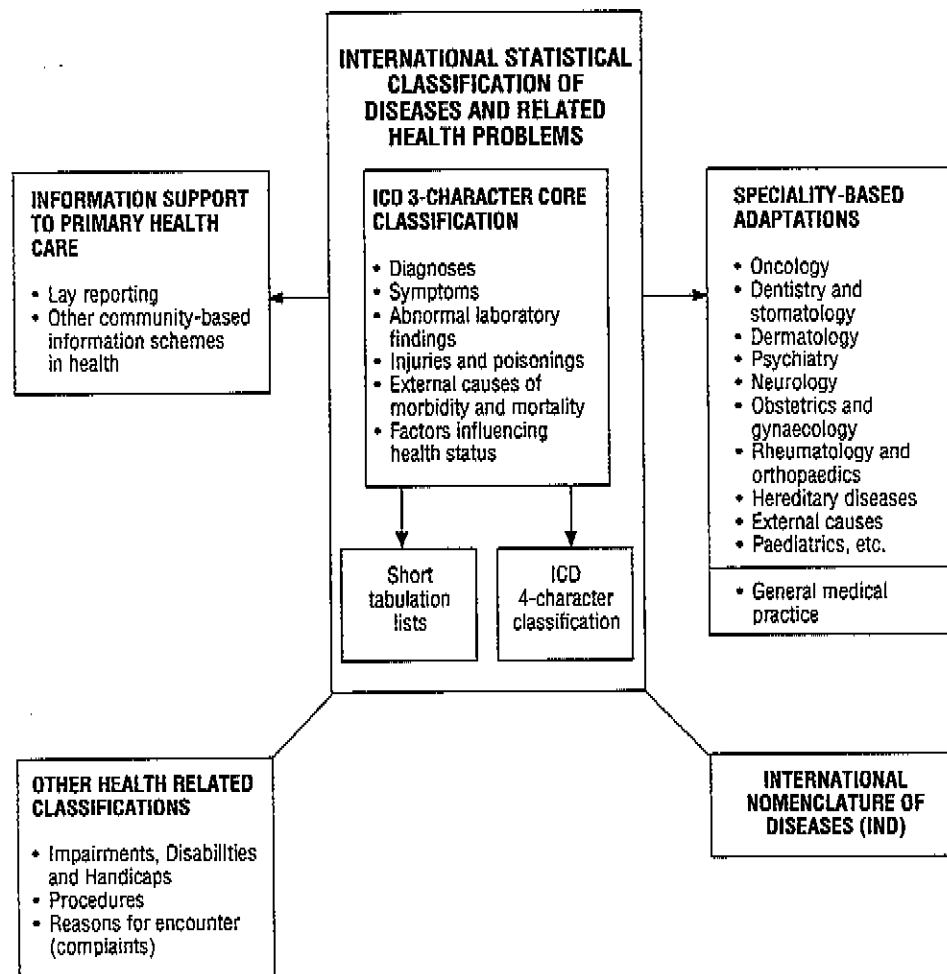 INTERNATIONAL STATISTICAL
CLASSIFICATION OF
DISEASES AND RELATED
HEALTH PROBLEMS
INFORMATION SUPPORT
TO PRIMARY HEALTH
CARE
• Lay reporting
• Other community-based
information schemes
in health
ICD 3-CHARACTER CORE
CLASSIFICATION
• Diagnoses
• Symptoms
• Abnormal laboratory
findings
• Injuries and poisonings
• External causes of
morbidity and mortality
• Factors influencing
health status
Short
tabulation
lists
ICD
4-character
classification
SPECIALITY-BASED
ADAPTATIONS
• Oncology
• Dentistry and
stomatology
• Dermatology
• Psychiatry
• Neurology
• Obstetrics and
gynaecology
• Rheumatology and
orthopaedics
• Hereditary diseases
• External causes
• Paediatrics, etc.
• General medical
practice
OTHER HEALTH RELATED
CLASSIFICATIONS
• Impairments, Disabilities
and Handicaps
• Procedures
• Reasons for encounter
(complaints)
INTERNATIONAL
NOMENCLATURE OF
DISEASES (IND)